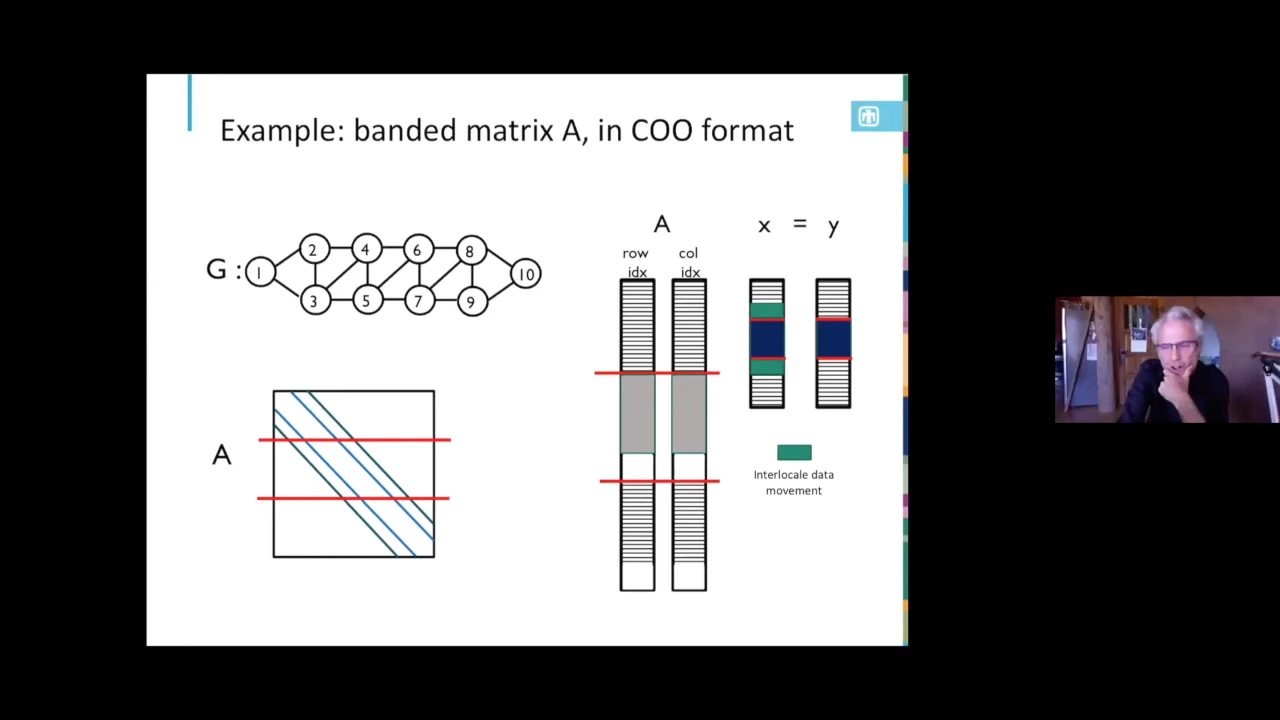 Example: banded matrix A, in COO format
G :
1
2
4
6
8
10
3
5
7
9
A
A
row
idx
col
idx
x = y
Interlocale data
movement